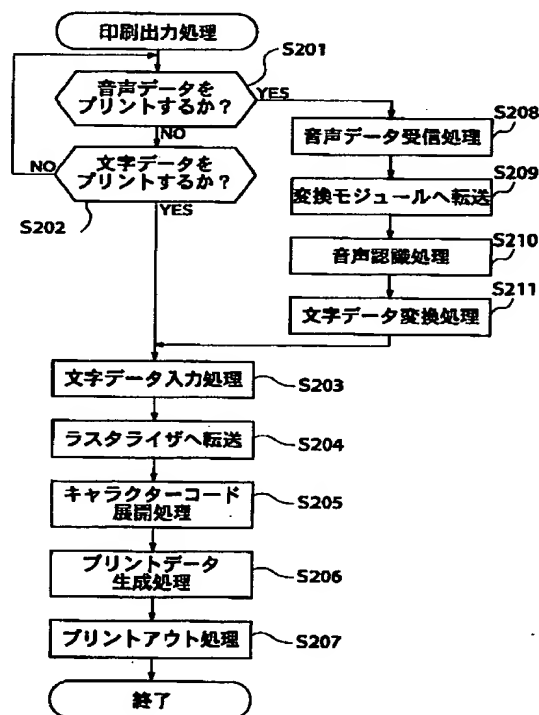 印刷出力処理
S201
音声データを
プリントするか？
YES
NO
S208
音声データ受信処理
文字データを
プリントするか？
NO
S202
YES
S209
変換モジュールへ転送
S210
音声認識処理
S211
文字データ変換処理
文字データ入力処理
S203
ラスタライザへ転送
S204
キャラクターコード
展開処理
S205
プリントデータ
生成処理
S206
プリントアウト処理
S207
終了